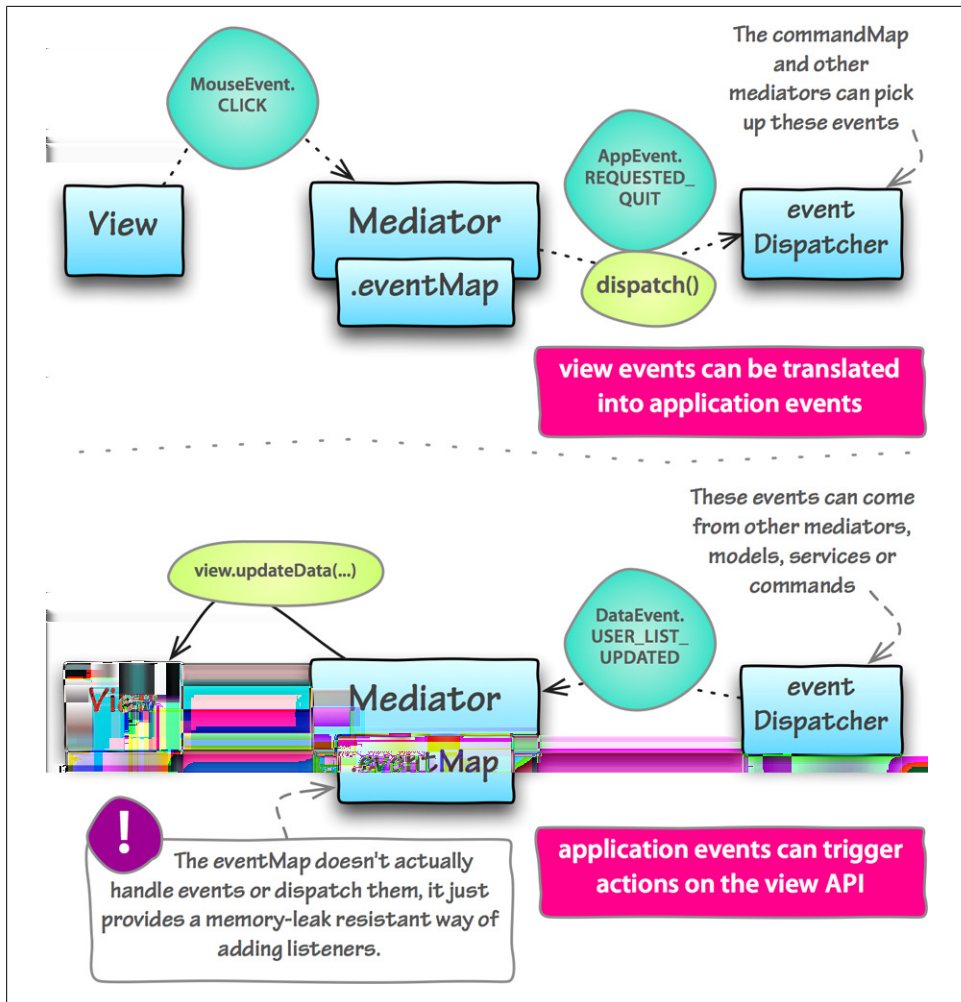 The commandMap
and other
mediators can pick
up these events
MouseEvent.
CLICK
AppEvent.
REQUESTED_
QUIT
View
Mediator
.eventMap
dispatch()
event
Dispatcher
view events can be translated
into application events
These events can come
from other mediators,
models, services or
commands
view.updateData(...)
DataEvent.
USER_LIST_
UPDATED
View
Mediator
.eventMap
event
Dispatcher
!
The eventMap doesn't actually
handle events or dispatch them, it just
provides a memory-leak resistant way of
adding listeners.
application events can trigger
actions on the view API